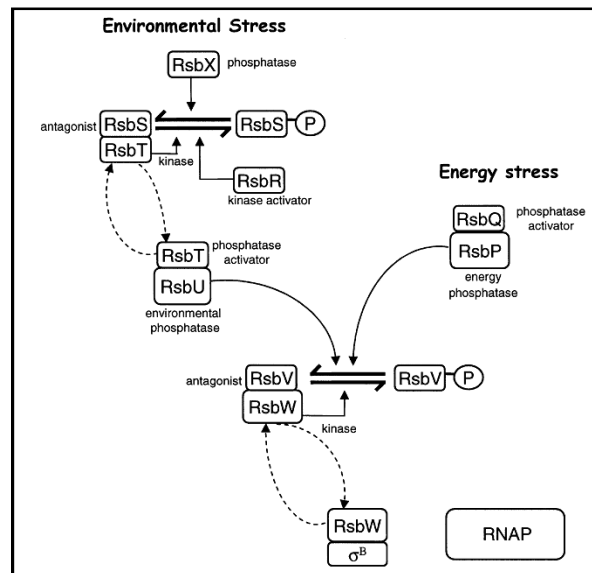 Environmental Stress
RsbX phosphatase
antagonist RsbS RsbS P
RsbT kinase
RsbR
kinase activator
Energy stress
RsbQ phosphatase
activator
RsbP
energy
phosphatase
RsbT phosphatase
activator
RsbU
environmental
phosphatase
antagonist RsbV RsbV P
RsbW kinase
RsbW
σB
RNAP